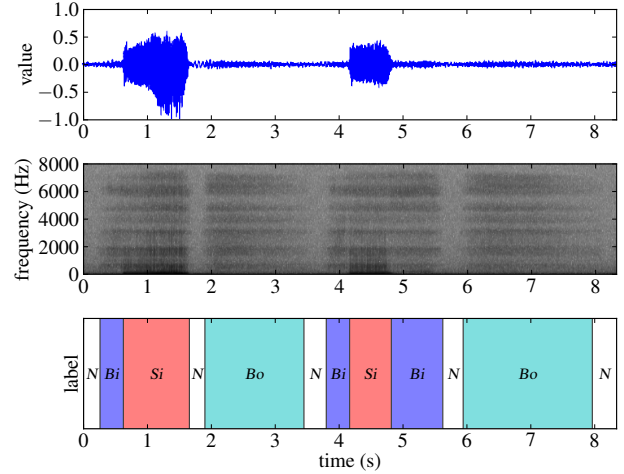 1.0
0.5
0.0
−0.5
−1.0
value
0 1 2 3 4 5 6 7 8
8000
6000
4000
2000
0
frequency (Hz)
0 1 2 3 4 5 6 7 8
label
N Bi Si N Bo N Bi Si Bi N Bo N
0 1 2 3 4 5 6 7 8
time (s)